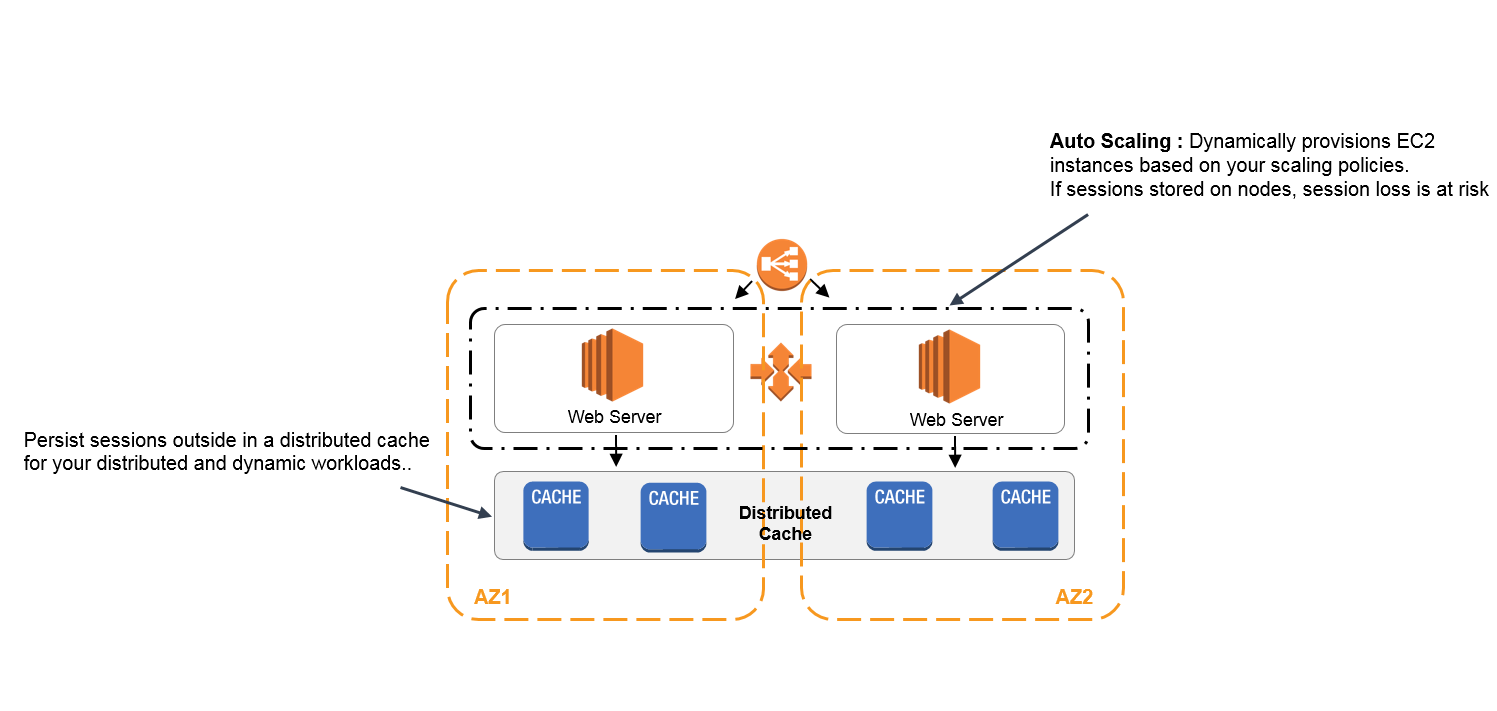 Auto Scaling : Dynamically provisions EC2
instances based on your scaling policies.
If sessions stored on nodes, session loss is at risk
Web Server
Web Server
Persist sessions outside in a distributed cache
for your distributed and dynamic workloads..
CACHE
CACHE
Distributed
Cache
CACHE
CACHE
AZ1
AZ2